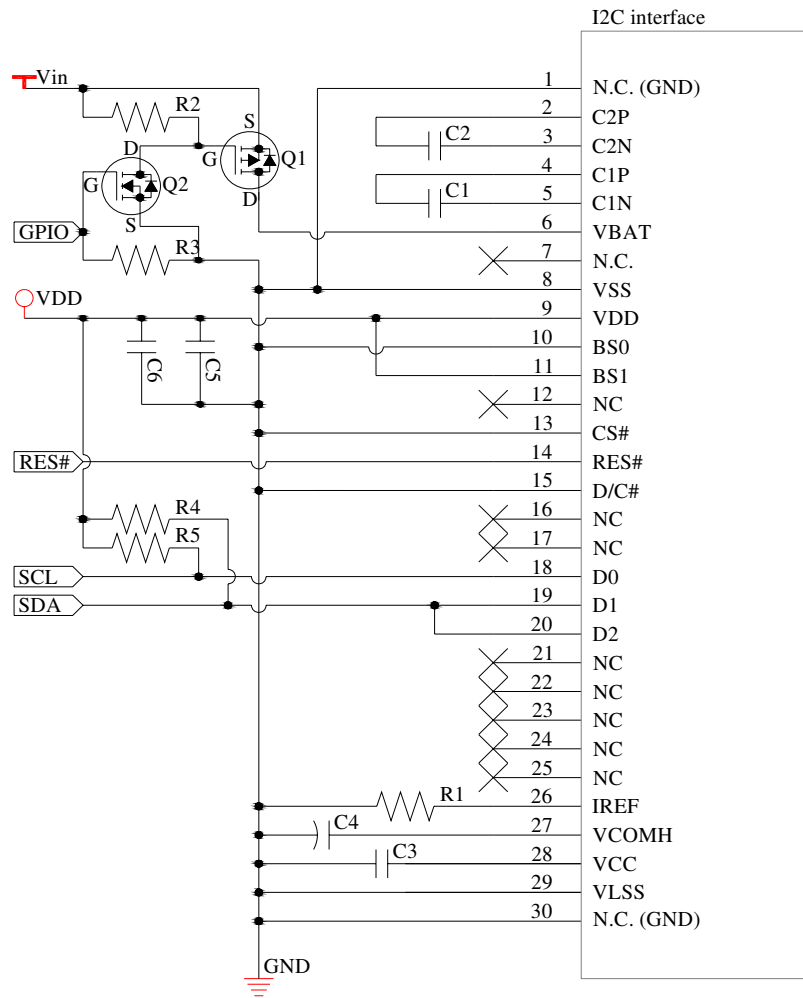 I2C interface
Vin
1 N.C. (GND)
R2
2 C2P
S
C2
3 C2N
D
G
Q1
G
Q2
4 C1P
D
C1
5 C1N
S
GPIO
6 VBAT
R3
7 N.C.
8 VSS
VDD
9 VDD
10 BS0
C6
C5
11 BS1
12 NC
13 CS#
RES#
14 RES#
15 D/C#
R4
16 NC
R5
17 NC
SCL
18 D0
SDA
19 D1
20 D2
21 NC
22 NC
23 NC
24 NC
25 NC
R1
26 IREF
C4
27 VCOMH
C3
28 VCC
29 VLSS
30 N.C. (GND)
GND